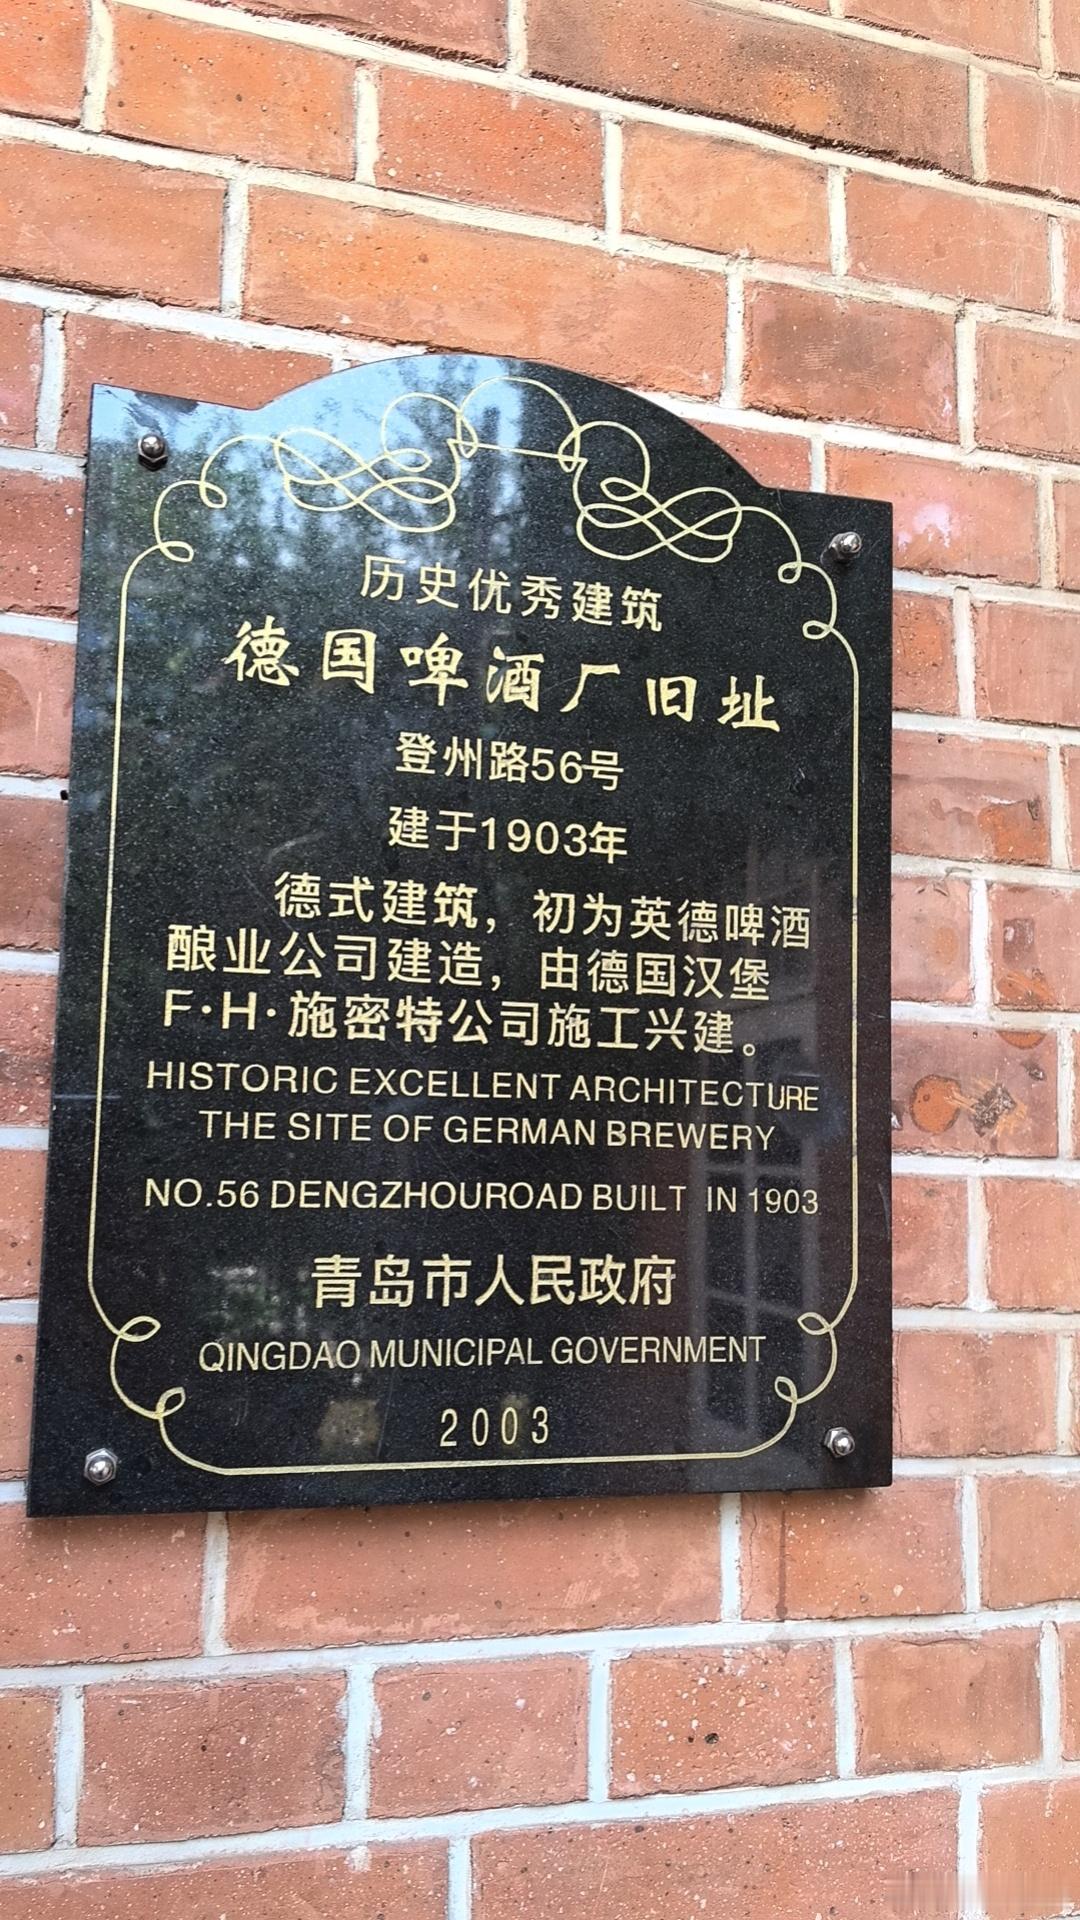 历史优秀建筑
德国啤酒厂旧址
登州路56号
建于1903年
德式建筑，初为英德啤酒
酿业公司建造，由德国汉堡
F·H·施密特公司施工兴建。
HISTORIC EXCELLENT ARCHITECTURE
THE SITE OF GERMAN BREWERY
NO.56 DENGZHOUROAD BUILT IN 1903
青岛市人民政府
QINGDAO MUNICIPAL GOVERNMENT
2003